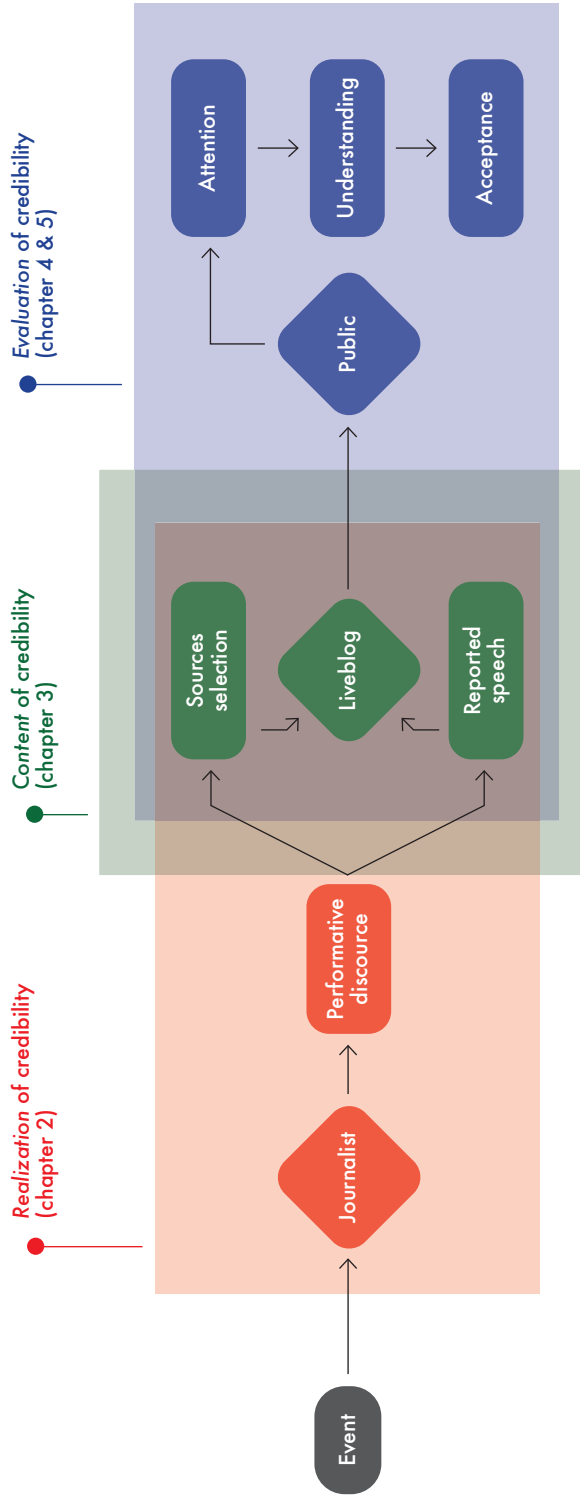 Realization of credibility
(chapter 2)
Content of credibility
(chapter 3)
Evaluation of credibility
(chapter 4 & 5)
Event
Journalist
Performative
discource
Sources
selection
Liveblog
Reported
speech
Public
Attention
Understanding
Acceptance